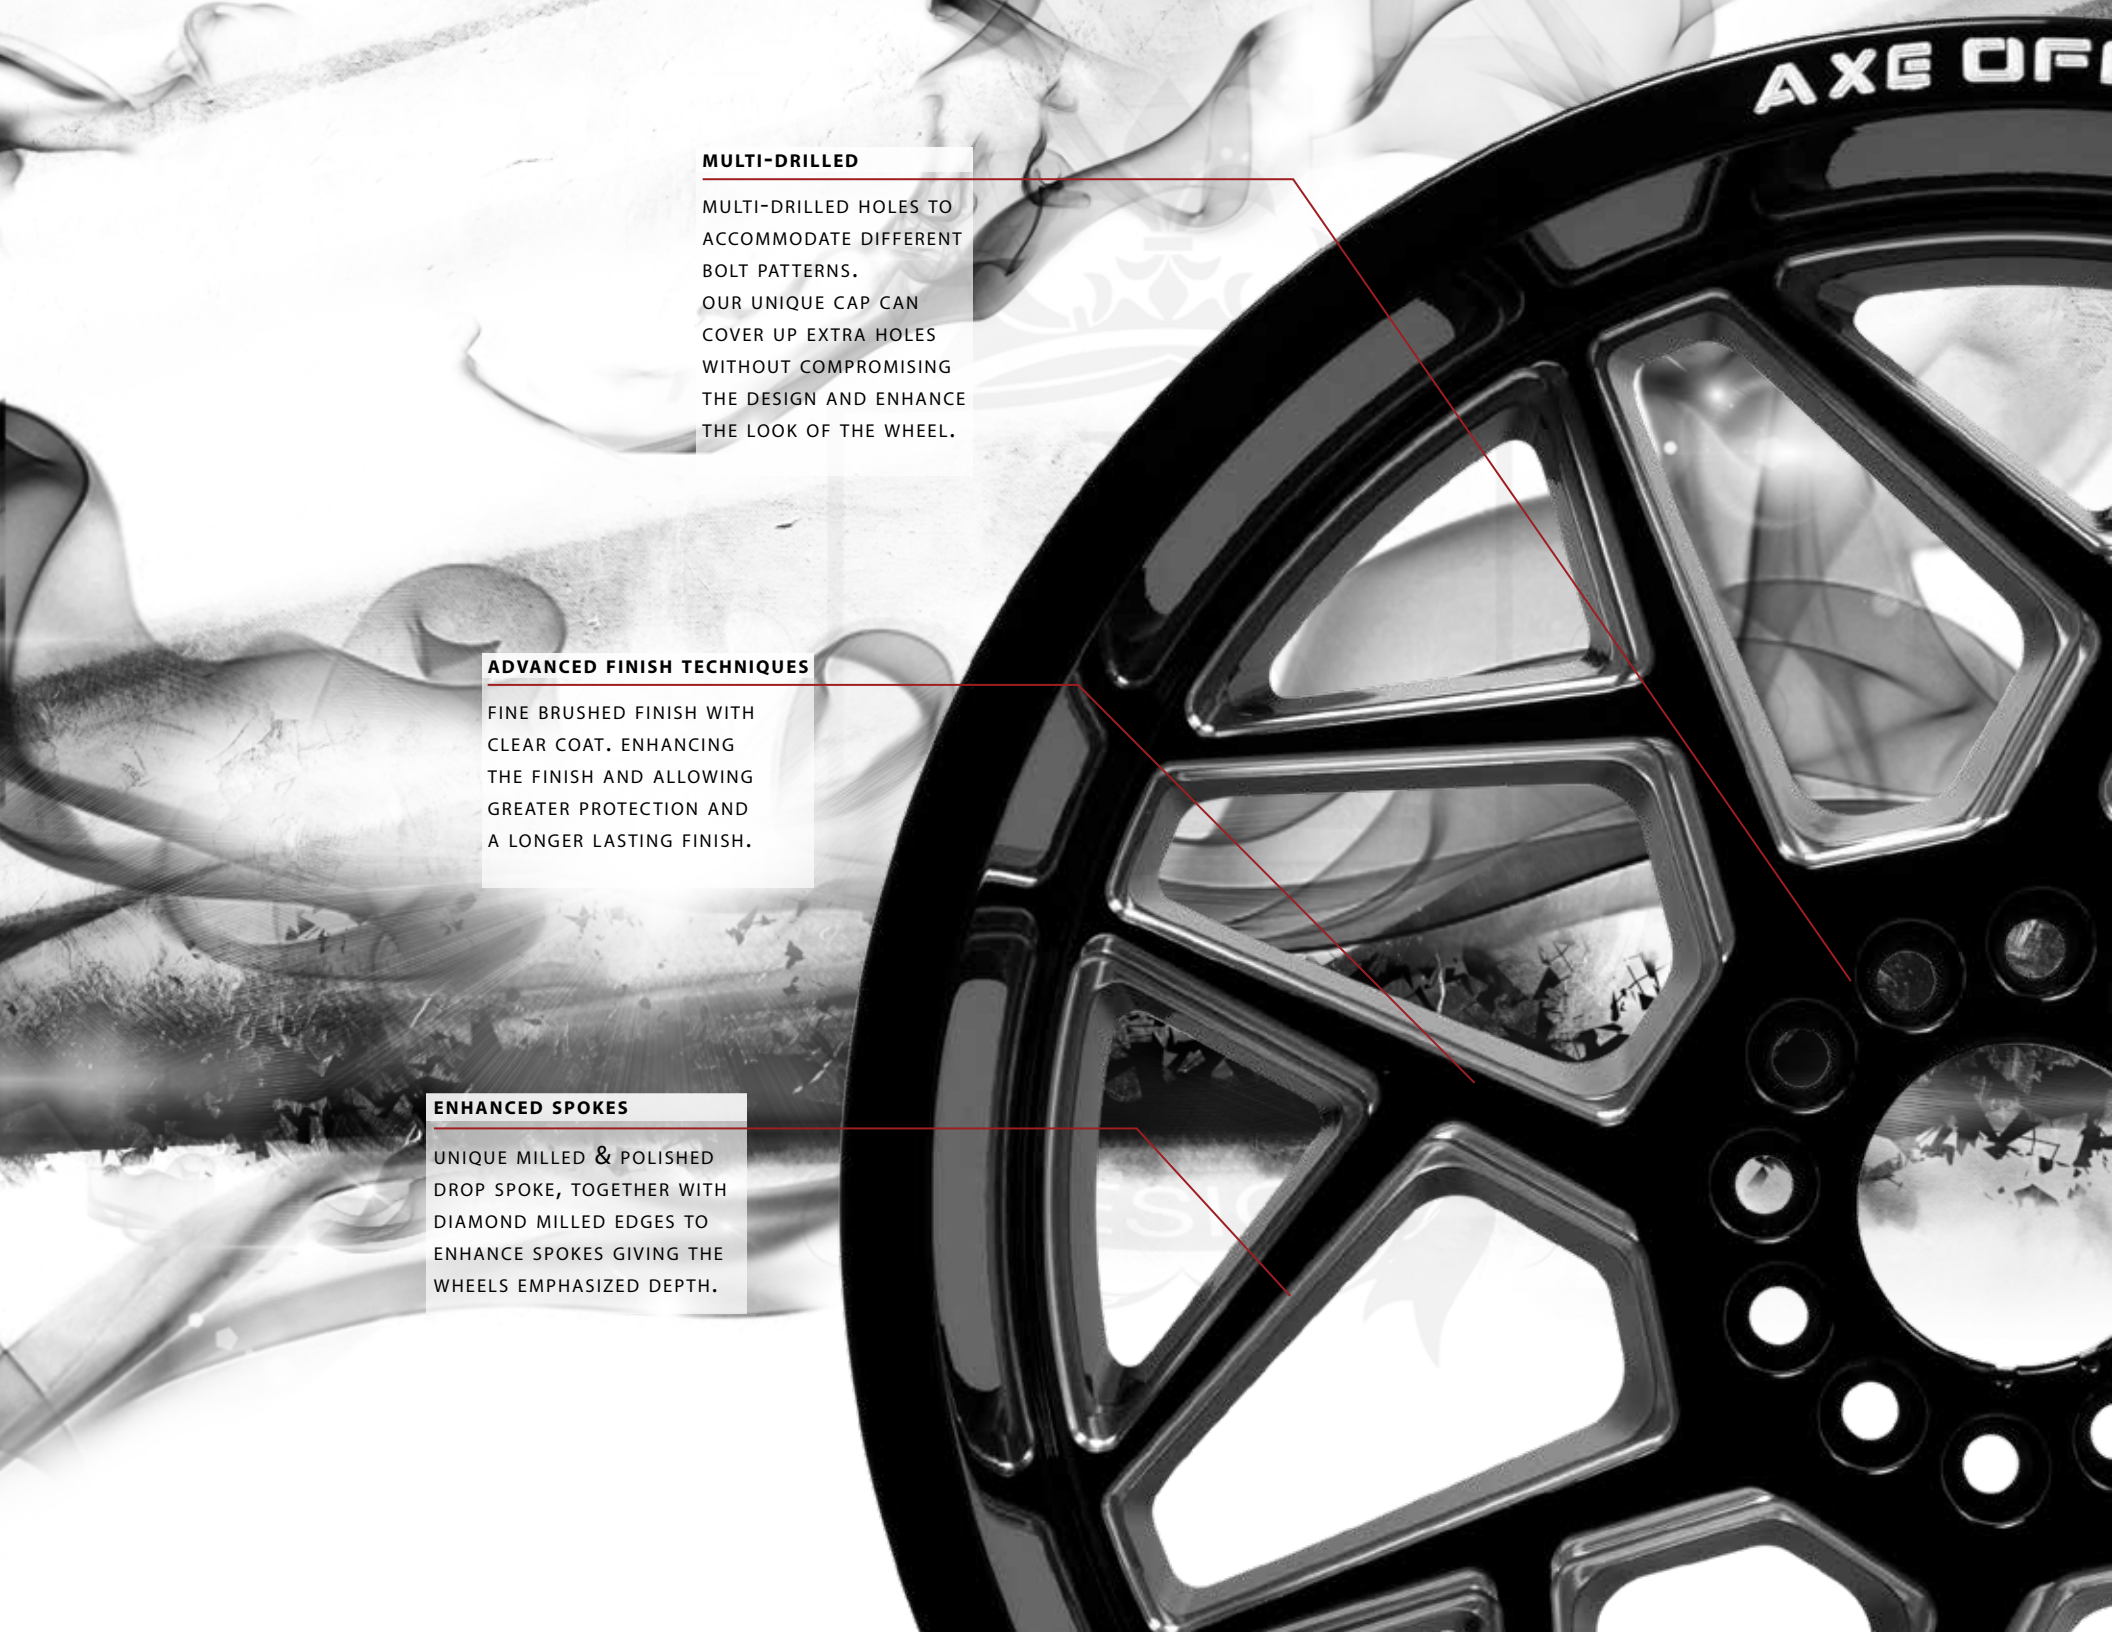 AXE OF
MULTI-DRILLED
MULTI-DRILLED HOLES TO
ACCOMMODATE DIFFERENT
BOLT PATTERNS.
OUR UNIQUE CAP CAN
COVER UP EXTRA HOLES
WITHOUT COMPROMISING
THE DESIGN AND ENHANCE
THE LOOK OF THE WHEEL.
ADVANCED FINISH TECHNIQUES
FINE BRUSHED FINISH WITH
CLEAR COAT. ENHANCING
THE FINISH AND ALLOWING
GREATER PROTECTION AND
A LONGER LASTING FINISH.
ENHANCED SPOKES
UNIQUE MILLED & POLISHED
DROP SPOKE, TOGETHER WITH
DIAMOND MILLED EDGES TO
ENHANCE SPOKES GIVING THE
WHEELS EMPHASIZED DEPTH.